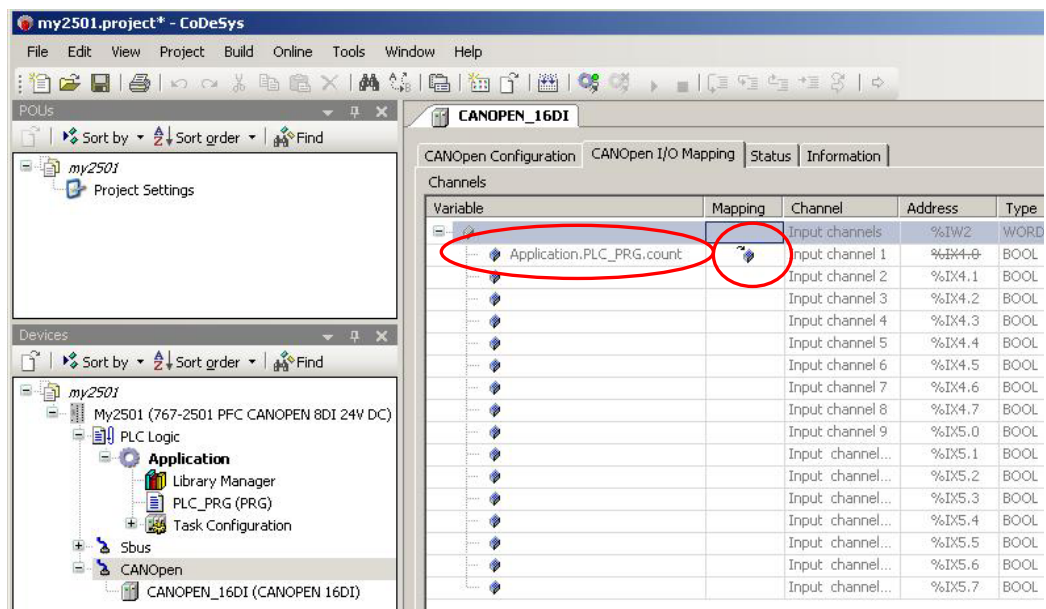 my2501.project* - CoDeSys
File Edit View Project Build Online Tools Window Help
POUs
Sort by Sort order Find
my2501
Project Settings
Devices
Sort by Sort order Find
my2501
My2501 (767-2501 PFC CANOPEN 8DI 24V DC)
PLC Logic
Application
Library Manager
PLC_PRG (PRG)
Task Configuration
Sbus
CANOpen
CANOPEN_16DI (CANOPEN 16DI)
CANOPEN_16DI
CANOpen Configuration CANOpen I/O Mapping Status Information
Channels
Variable Mapping Channel Address Type
Input channels %IW2 WORD
Application.PLC_PRG.count Input channel 1 %IX4.0 BOOL
Input channel 2 %IX4.1 BOOL
Input channel 3 %IX4.2 BOOL
Input channel 4 %IX4.3 BOOL
Input channel 5 %IX4.4 BOOL
Input channel 6 %IX4.5 BOOL
Input channel 7 %IX4.6 BOOL
Input channel 8 %IX4.7 BOOL
Input channel 9 %IX5.0 BOOL
Input channel... %IX5.1 BOOL
Input channel... %IX5.2 BOOL
Input channel... %IX5.3 BOOL
Input channel... %IX5.4 BOOL
Input channel... %IX5.5 BOOL
Input channel... %IX5.6 BOOL
Input channel... %IX5.7 BOOL